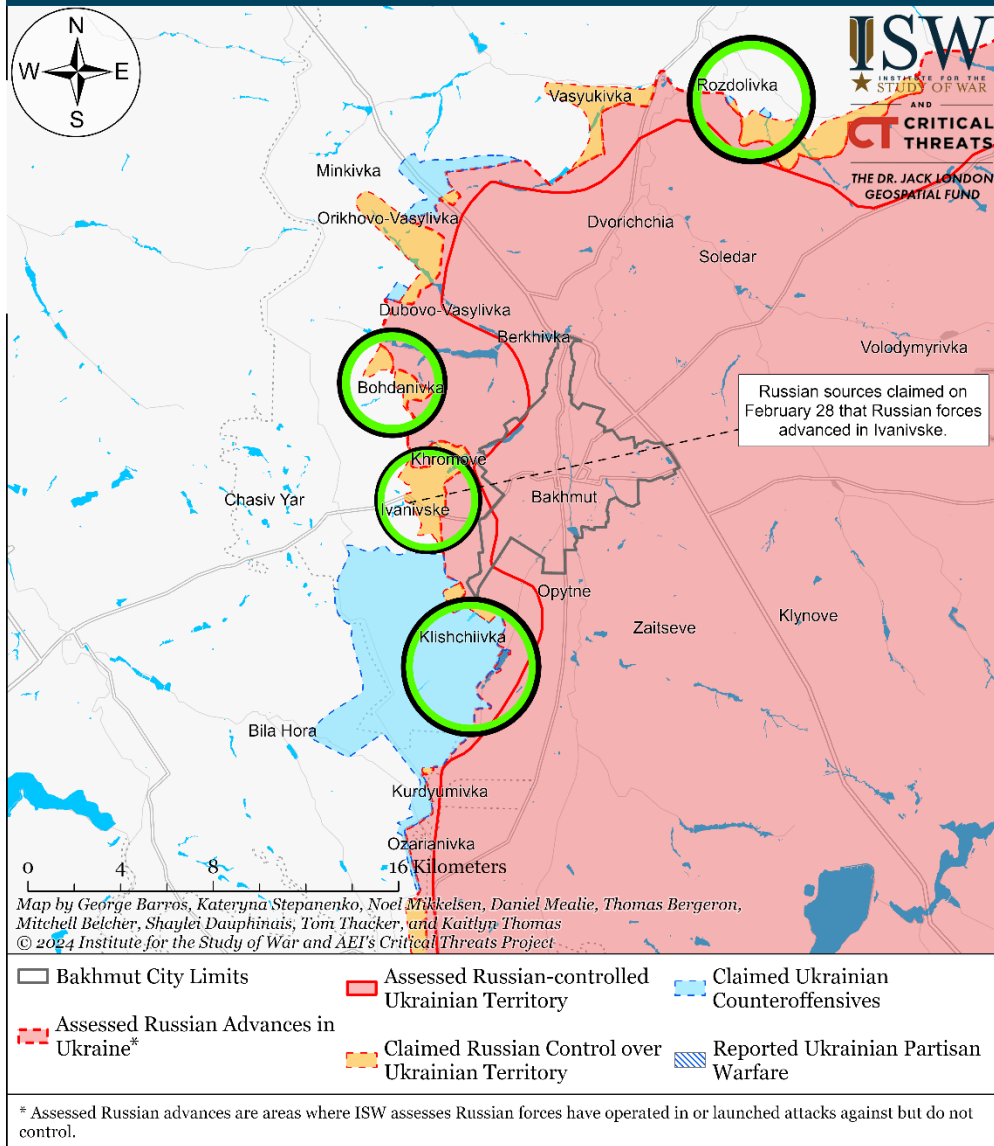 N
W E
S
ISW
INSTITUTE FOR THE
STUDY OF WAR
AND
CT CRITICAL
THREATS
THE DR. JACK LONDON
GEOSPATIAL FUND
Rozdolivka
Vasyukivka
Minkivka
Orikhovo-Vasylivka
Dvorichchia
Soledar
Dubovo-Vasylivka
Berkhivka
Volodymyrivka
Bohdanivka
Russian sources claimed on
February 28 that Russian forces
advanced in Ivanivske.
Khromove
Chasiv Yar
Ivanivske
Bakhmut
Opytne
Klishchiivka
Zaitseve
Klynove
Bila Hora
Kurdyumivka
Ozarianivka
0 4 8 16 Kilometers
Map by George Barros, Kateryna Stepanenko, Noel Mikkelsen, Daniel Mealie, Thomas Bergeron,
Mitchell Belcher, Shaylei Dauphinais, Tom Thacker, and Kaitlyn Thomas
© 2024 Institute for the Study of War and AEI's Critical Threats Project
Bakhmut City Limits
Assessed Russian Advances in
Ukraine*
Assessed Russian-controlled
Ukrainian Territory
Claimed Russian Control over
Ukrainian Territory
Claimed Ukrainian
Counteroffensives
Reported Ukrainian Partisan
Warfare
* Assessed Russian advances are areas where ISW assesses Russian forces have operated in or launched attacks against but do not
control.